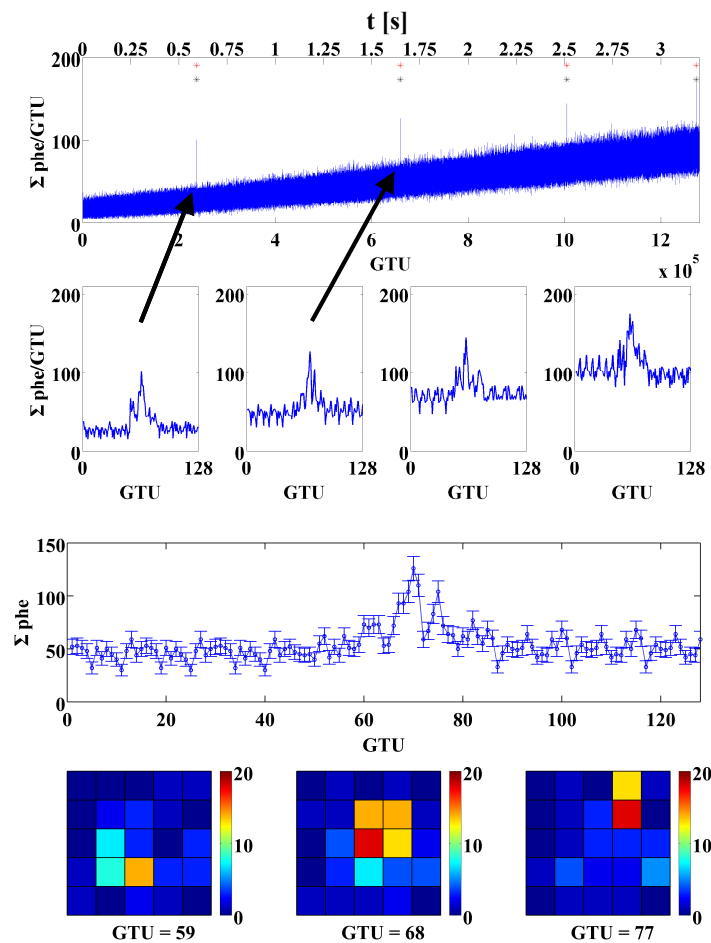 t [s]
0 0.25 0.5 0.75 1 1.25 1.5 1.75 2 2.25 2.5 2.75 3
200
100
0
Σ phe/GTU
0 2 4 6 8 10 12
GTU
x 10^5
200
100
0
Σ phe/GTU
0 128
GTU
200
100
0
0 128
GTU
200
100
0
0 128
GTU
200
100
0
0 128
GTU
150
100
50
0
Σ phe
0 20 40 60 80 100 120
GTU
20
10
0
GTU = 59
20
10
0
GTU = 68
20
10
0
GTU = 77